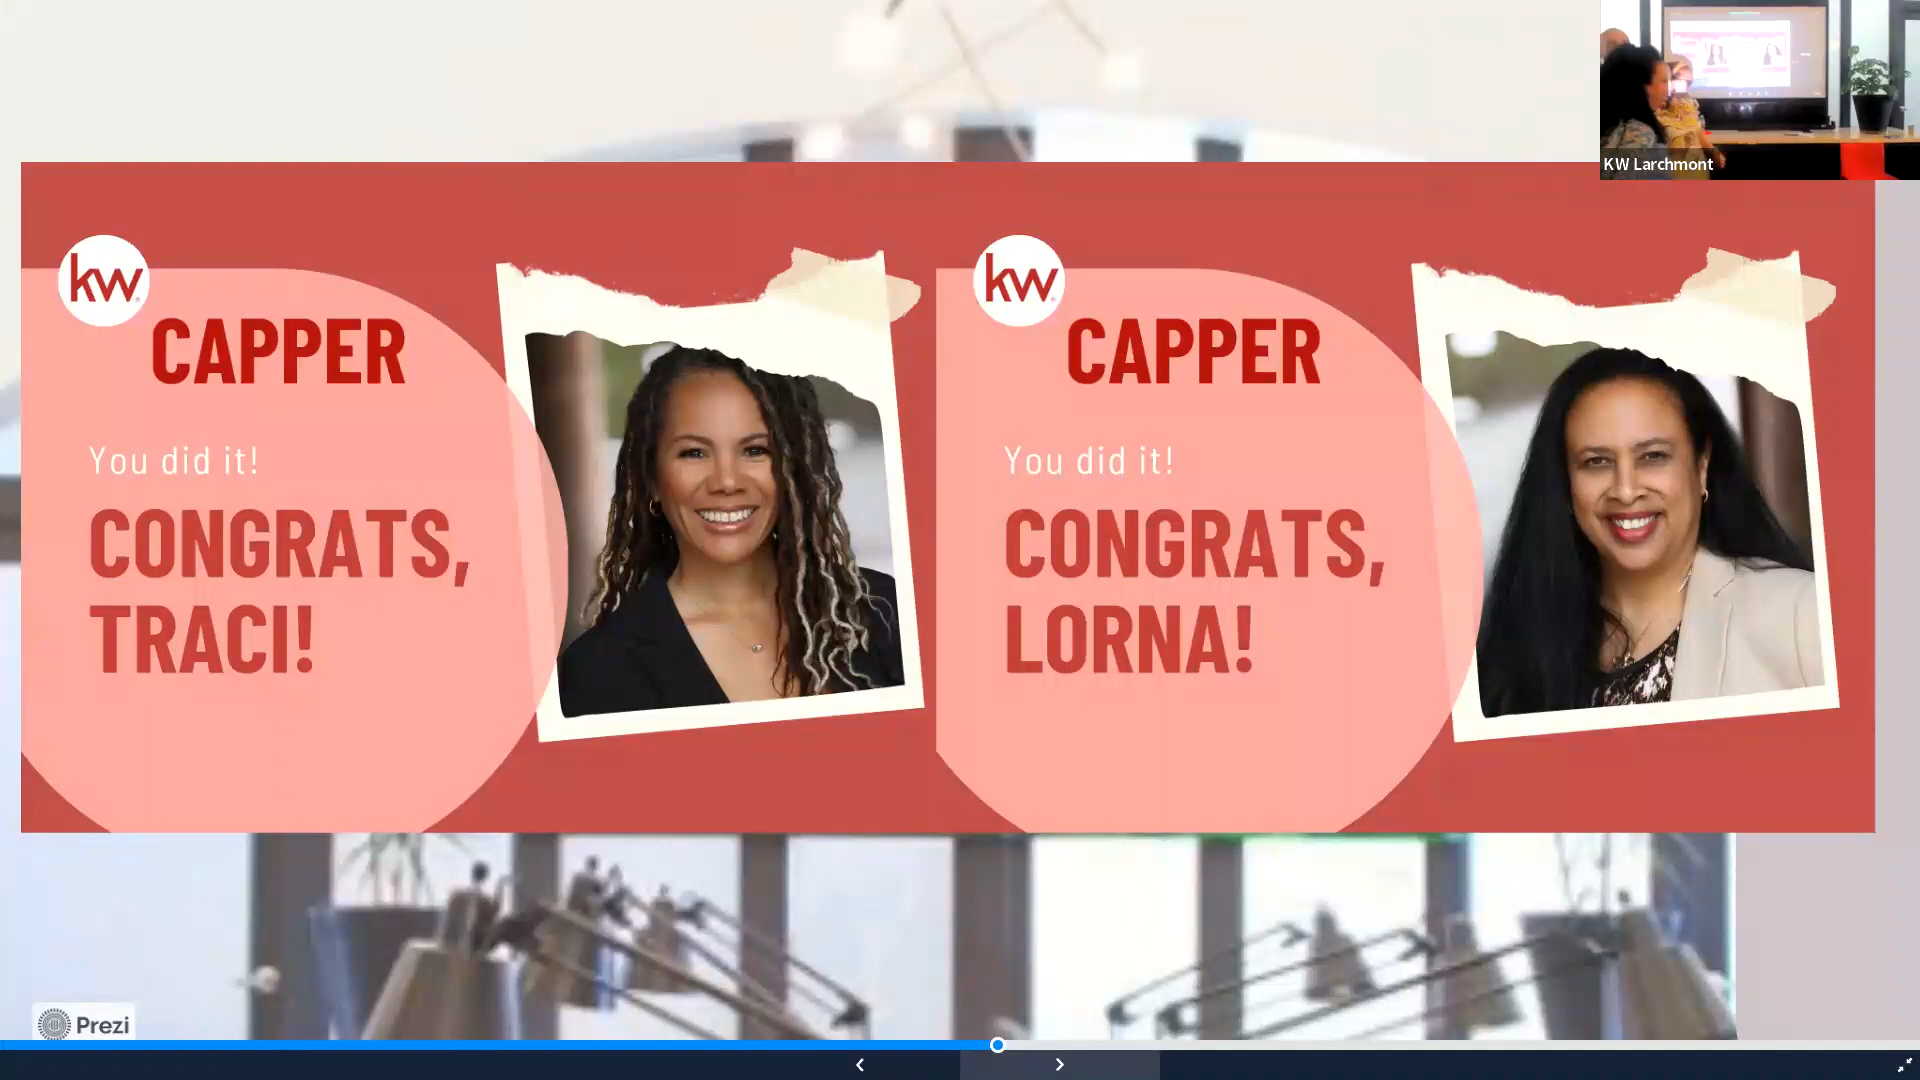 KW Larchmont
kw
CAPPER
You did it!
CONGRATS,
TRACI!
kw
CAPPER
You did it!
CONGRATS,
LORNA!
Prezi